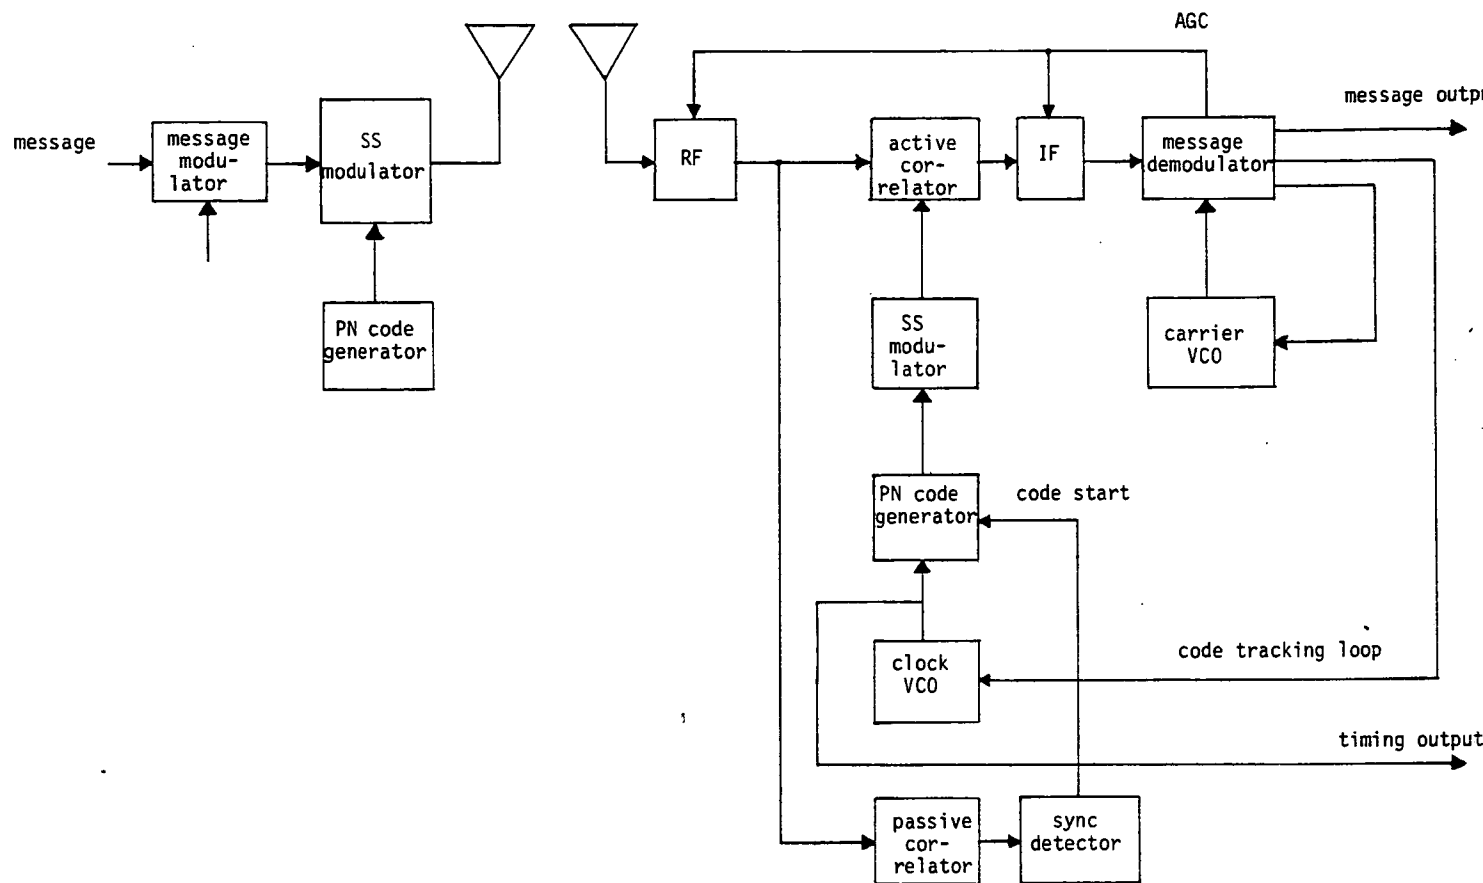 AGC
message outpu
message
message
modu-
lator
SS
modulator
RF
active
cor-
relator
IF
message
demodulator
PN code
generator
SS
modu-
lator
carrier
VCO
PN code
generator
code start
clock
VCO
code tracking loop
timing output
passive
cor-
relator
sync
detector